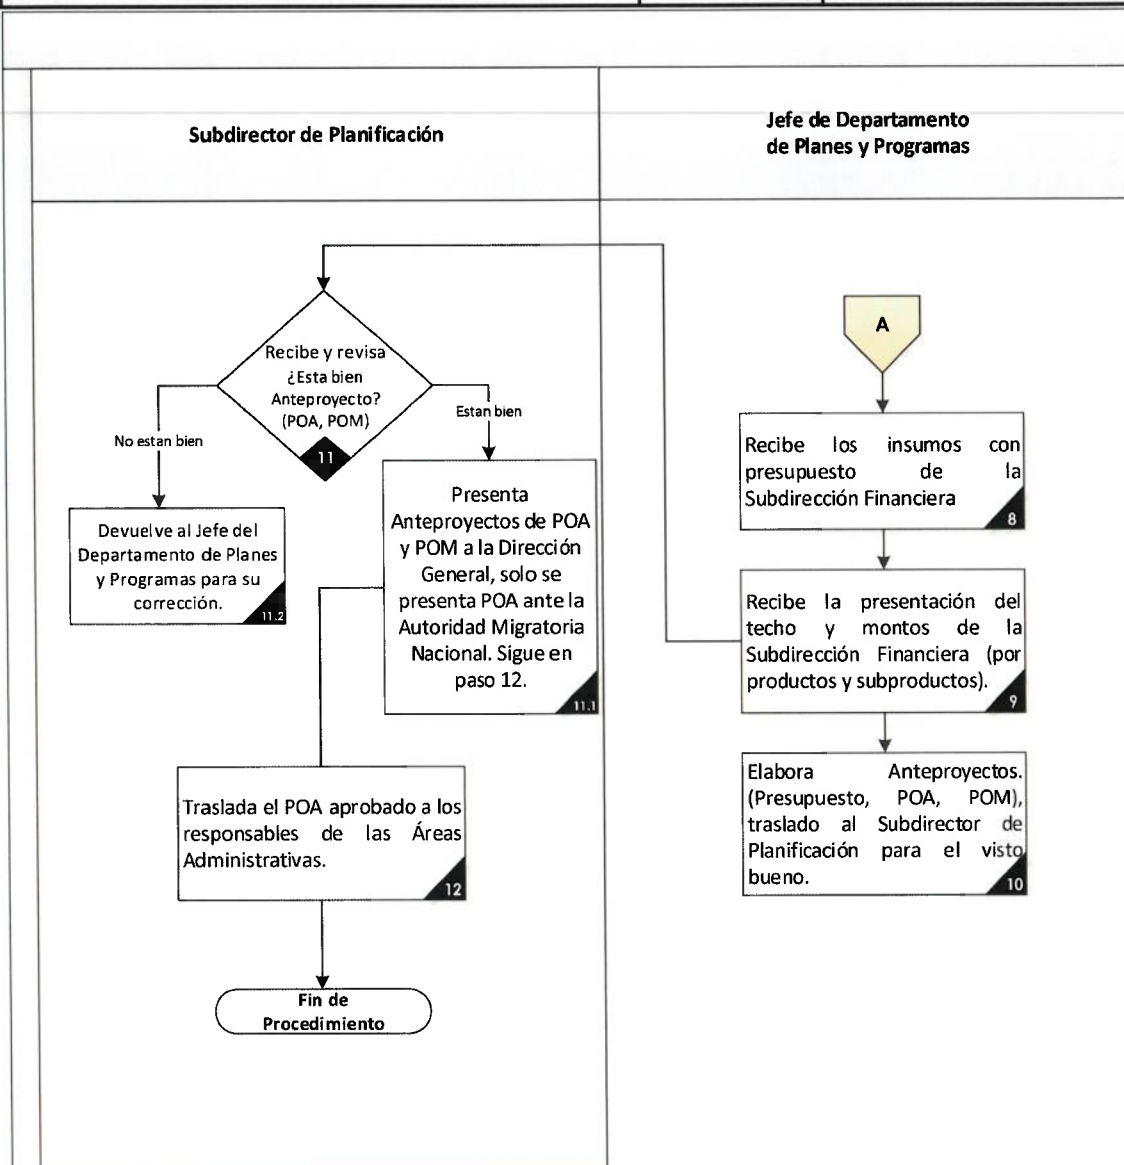 Subdirector de Planificación
Jefe de Departamento
de Planes y Programas
A
Recibe los insumos con
presupuesto de la
Subdirección Financiera
8
Recibe la presentación del
techo y montos de la
Subdirección Financiera (por
productos y subproductos).
9
Elabora Anteproyectos.
(Presupuesto, POA, POM),
traslado al Subdirector de
Planificación para el visto
bueno.
10
Recibe y revisa
¿Esta bien
Anteproyecto?
(POA, POM)
11
No estan bien
Estan bien
Devuelve al Jefe del
Departamento de Planes
y Programas para su
corrección.
11.2
Presenta
Anteproyectos de POA
y POM a la Dirección
General, solo se
presenta POA ante la
Autoridad Migratoria
Nacional. Sigue en
paso 12.
11.1
Traslada el POA aprobado a los
responsables de las Áreas
Administrativas.
12
Fin de
Procedimiento